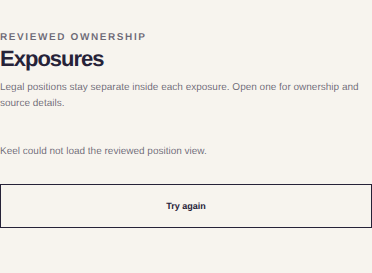 REVIEWED OWNERSHIP
Exposures
Legal positions stay separate inside each exposure. Open one for ownership and
source details.
Keel could not load the reviewed position view.
Try again